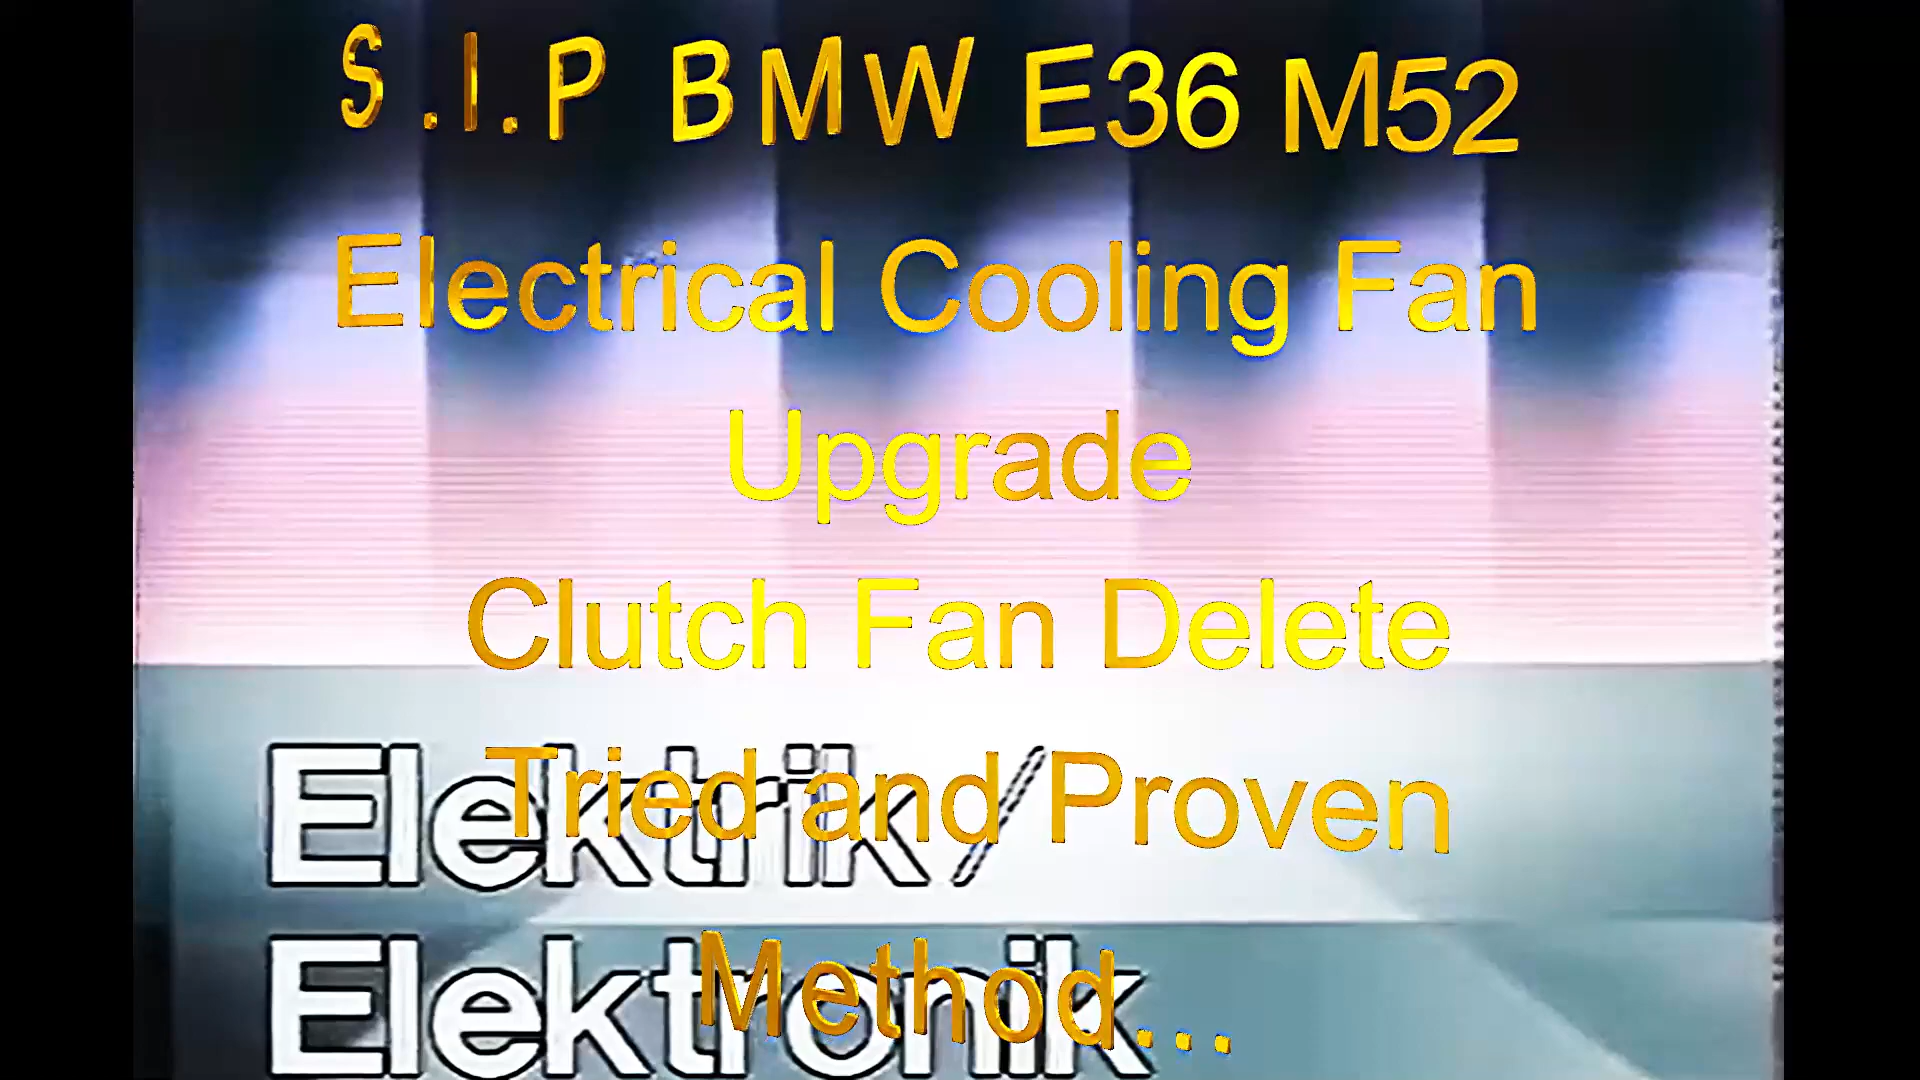 S.I.P BMW E36 M52
Electrical Cooling Fan
Upgrade
Clutch Fan Delete
Tried and Proven
Elektrik/
Method...
Elektronik